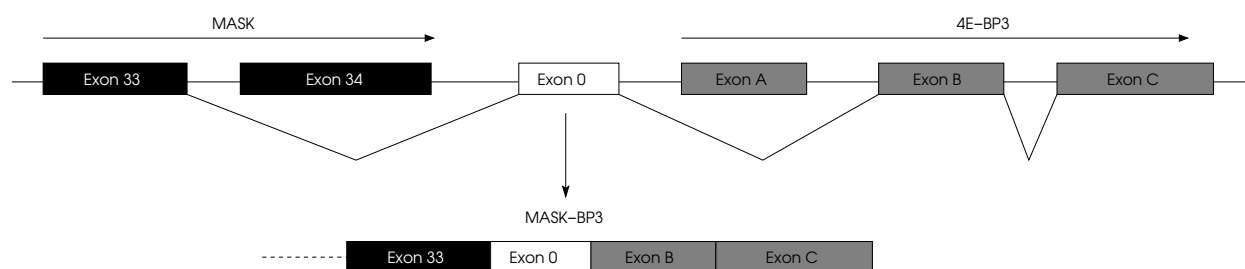 MASK 4E–BP3
Exon 33 Exon 34 Exon 0 Exon A Exon B Exon C
MASK–BP3
Exon 33 Exon 0 Exon B Exon C